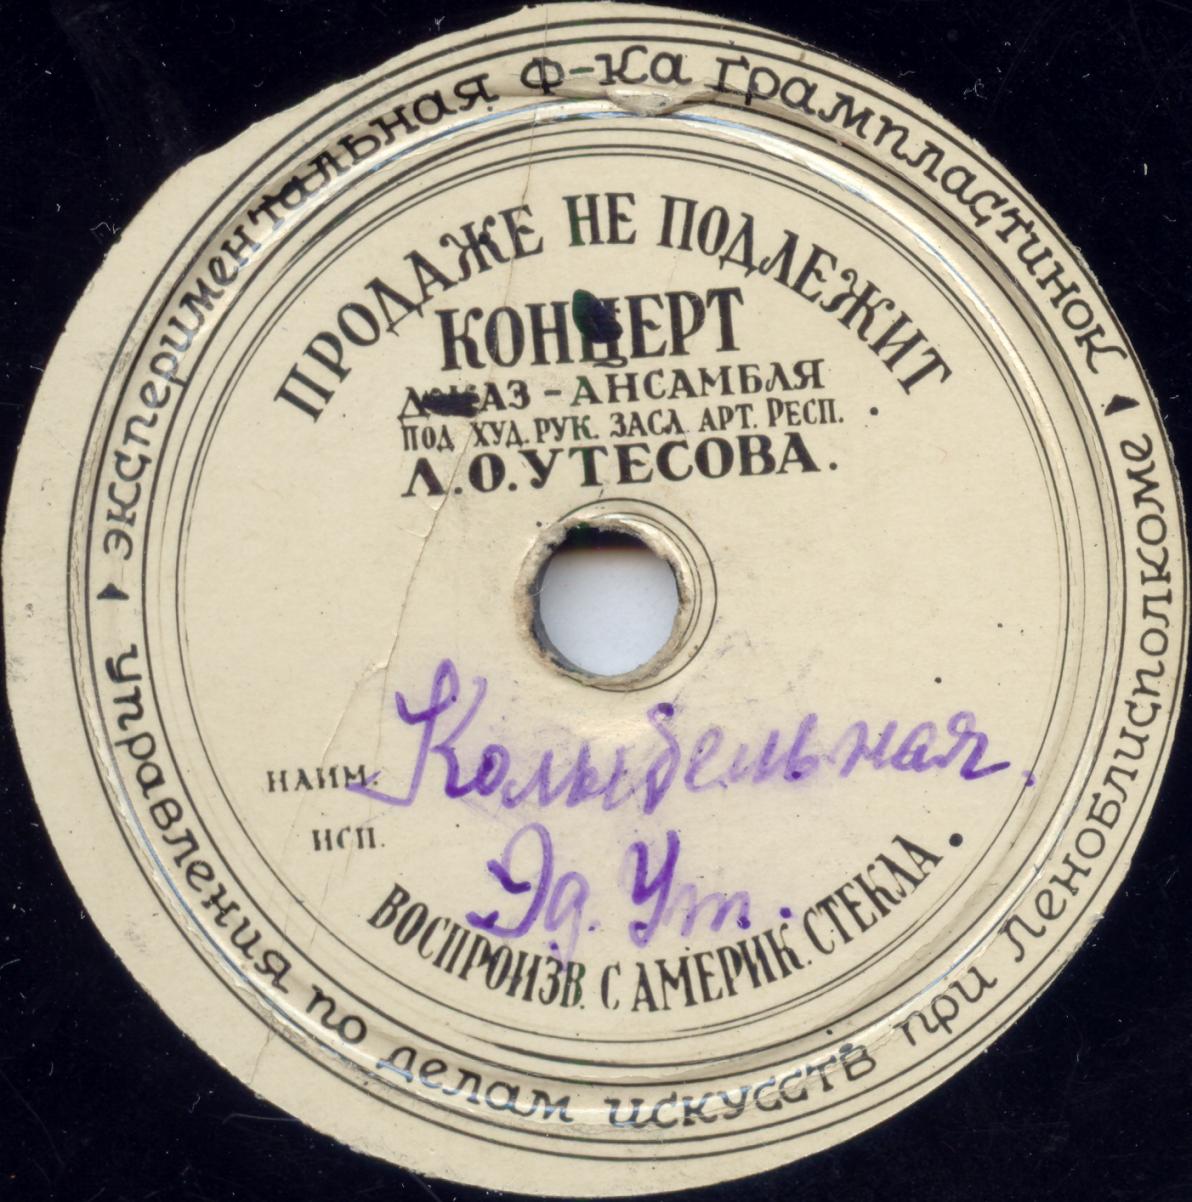 экспериментальная ф-ка грампластинок
управления по делам искусств при Леноблисполкоме
ПРОДАЖЕ НЕ ПОДЛЕЖИТ
КОНЦЕРТ
ДЖАЗ - АНСАМБЛЯ
ПОД ХУД. РУК. ЗАСЛ. АРТ. РЕСП.
Л.О.УТЕСОВА.
НАИМ. Колыбельная.
ИСП. Эд. Ут.
ВОСПРОИЗВ. С АМЕРИК. СТЕКЛА.